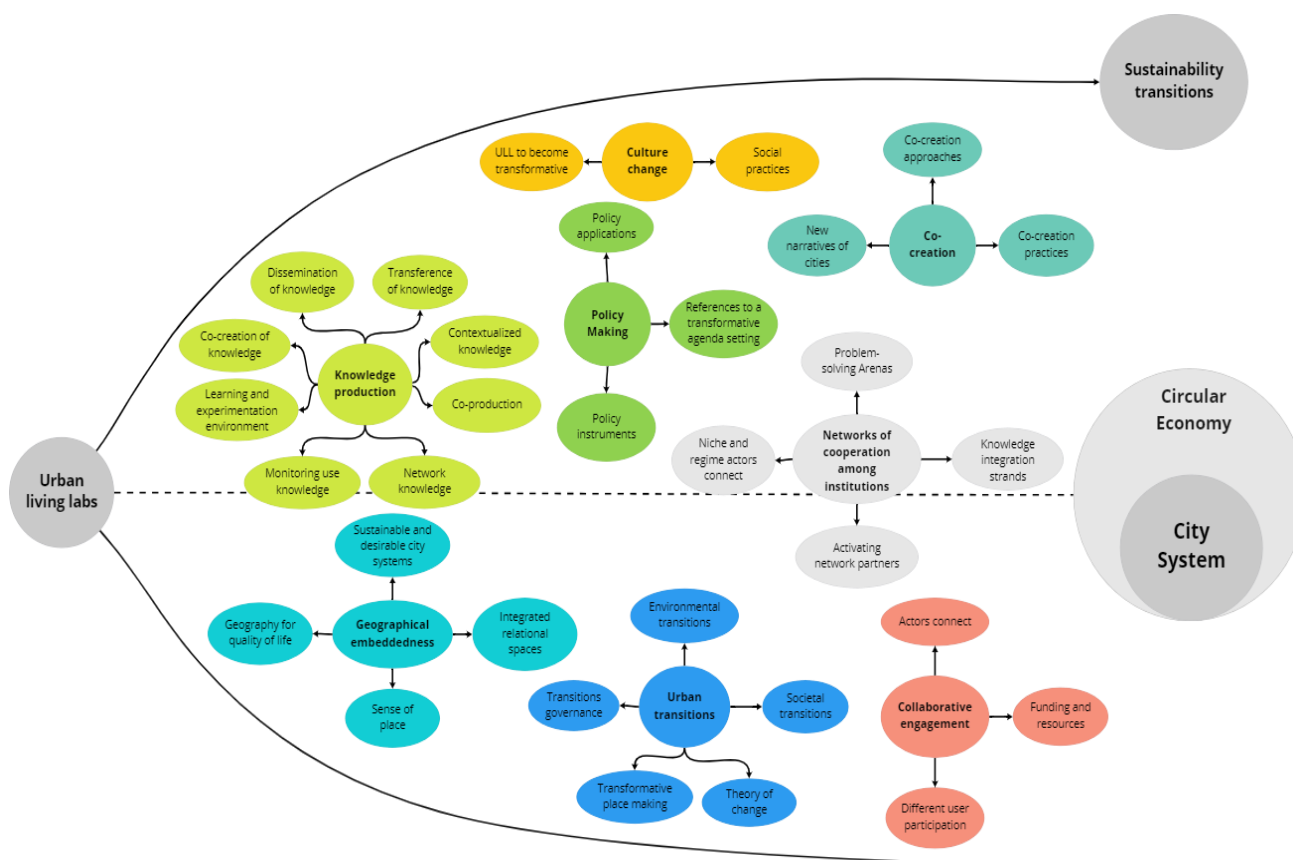 Sustainability
transitions
ULL to become
transformative
Culture
change
Social
practices
Co-creation
approaches
New
narratives of
cities
Co-
creation
Co-creation
practices
Policy
applications
Policy
Making
References to a
transformative
agenda setting
Policy
instruments
Dissemination
of knowledge
Transference
of knowledge
Co-creation of
knowledge
Contextualized
knowledge
Knowledge
production
Learning and
experimentation
environment
Co-production
Monitoring use
knowledge
Network
knowledge
Problem-
solving Arenas
Niche and
regime actors
connect
Networks of
cooperation
among
institutions
Knowledge
integration
strands
Activating
network partners
Circular
Economy
City
System
Urban
living labs
Sustainable and
desirable city
systems
Geography for
quality of life
Geographical
embeddedness
Integrated
relational
spaces
Sense of
place
Environmental
transitions
Transitions
governance
Urban
transitions
Societal
transitions
Transformative
place making
Theory of
change
Actors connect
Collaborative
engagement
Funding and
resources
Different user
participation